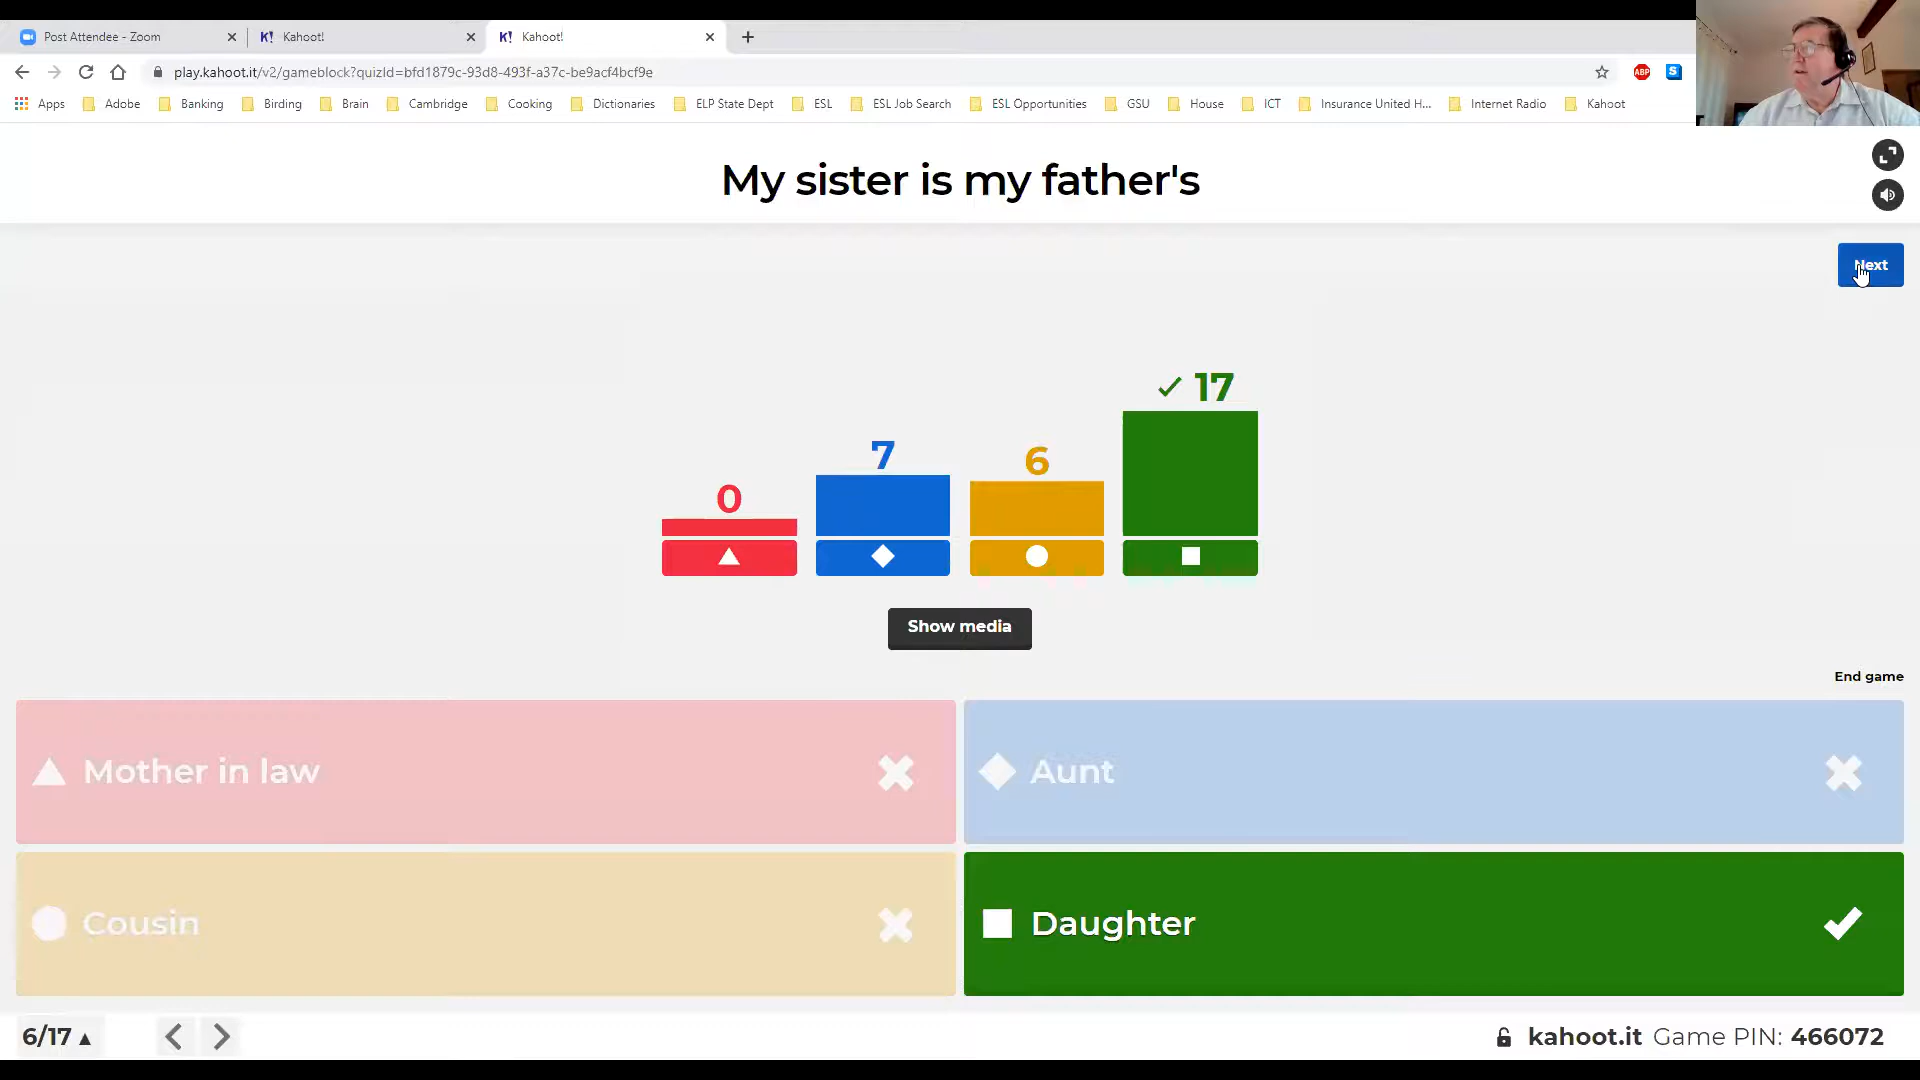 Post Attendee - Zoom
K! Kahoot!
K! Kahoot!
play.kahoot.it/v2/gameblock?quizId=bfd1879c-93d8-493f-a37c-be9acf4bcf9e
ABP
S
Apps Adobe Banking Birding Brain Cambridge Cooking Dictionaries ELP State Dept ESL ESL Job Search ESL Opportunities GSU House ICT Insurance United H... Internet Radio Kahoot
My sister is my father's
Next
0
7
6
17
Show media
End game
Mother in law
Aunt
Cousin
Daughter
6/17
kahoot.it Game PIN: 466072